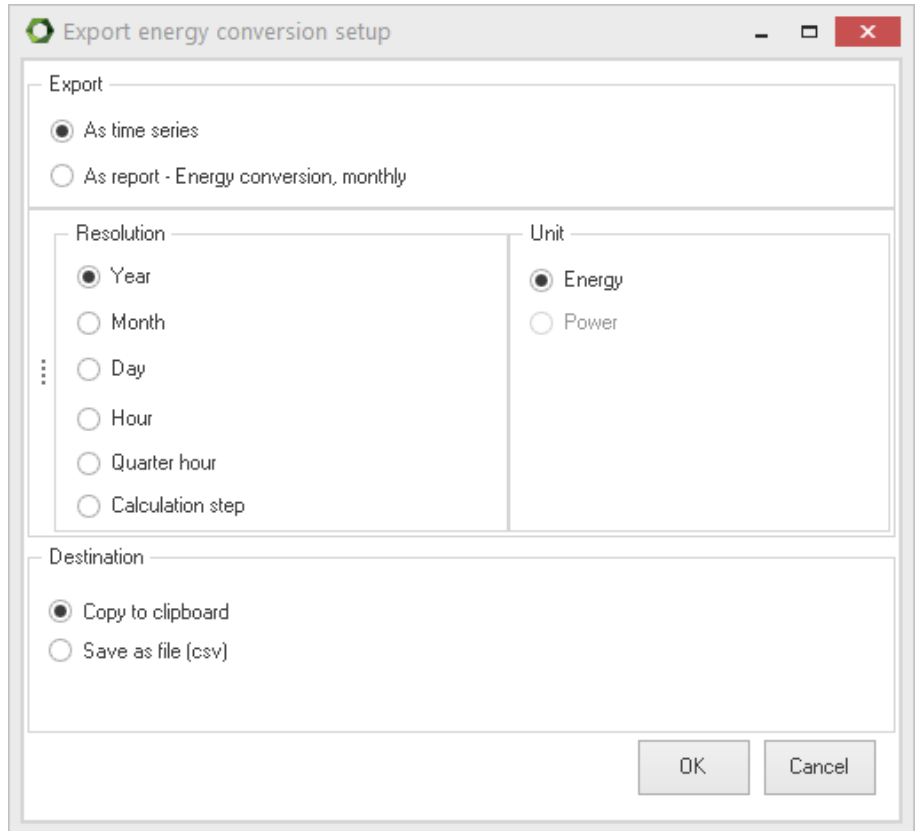 Export energy conversion setup
Export
As time series
As report - Energy conversion, monthly
Resolution
Year
Month
Day
Hour
Quarter hour
Calculation step
Unit
Energy
Power
Destination
Copy to clipboard
Save as file (csv)
OK
Cancel